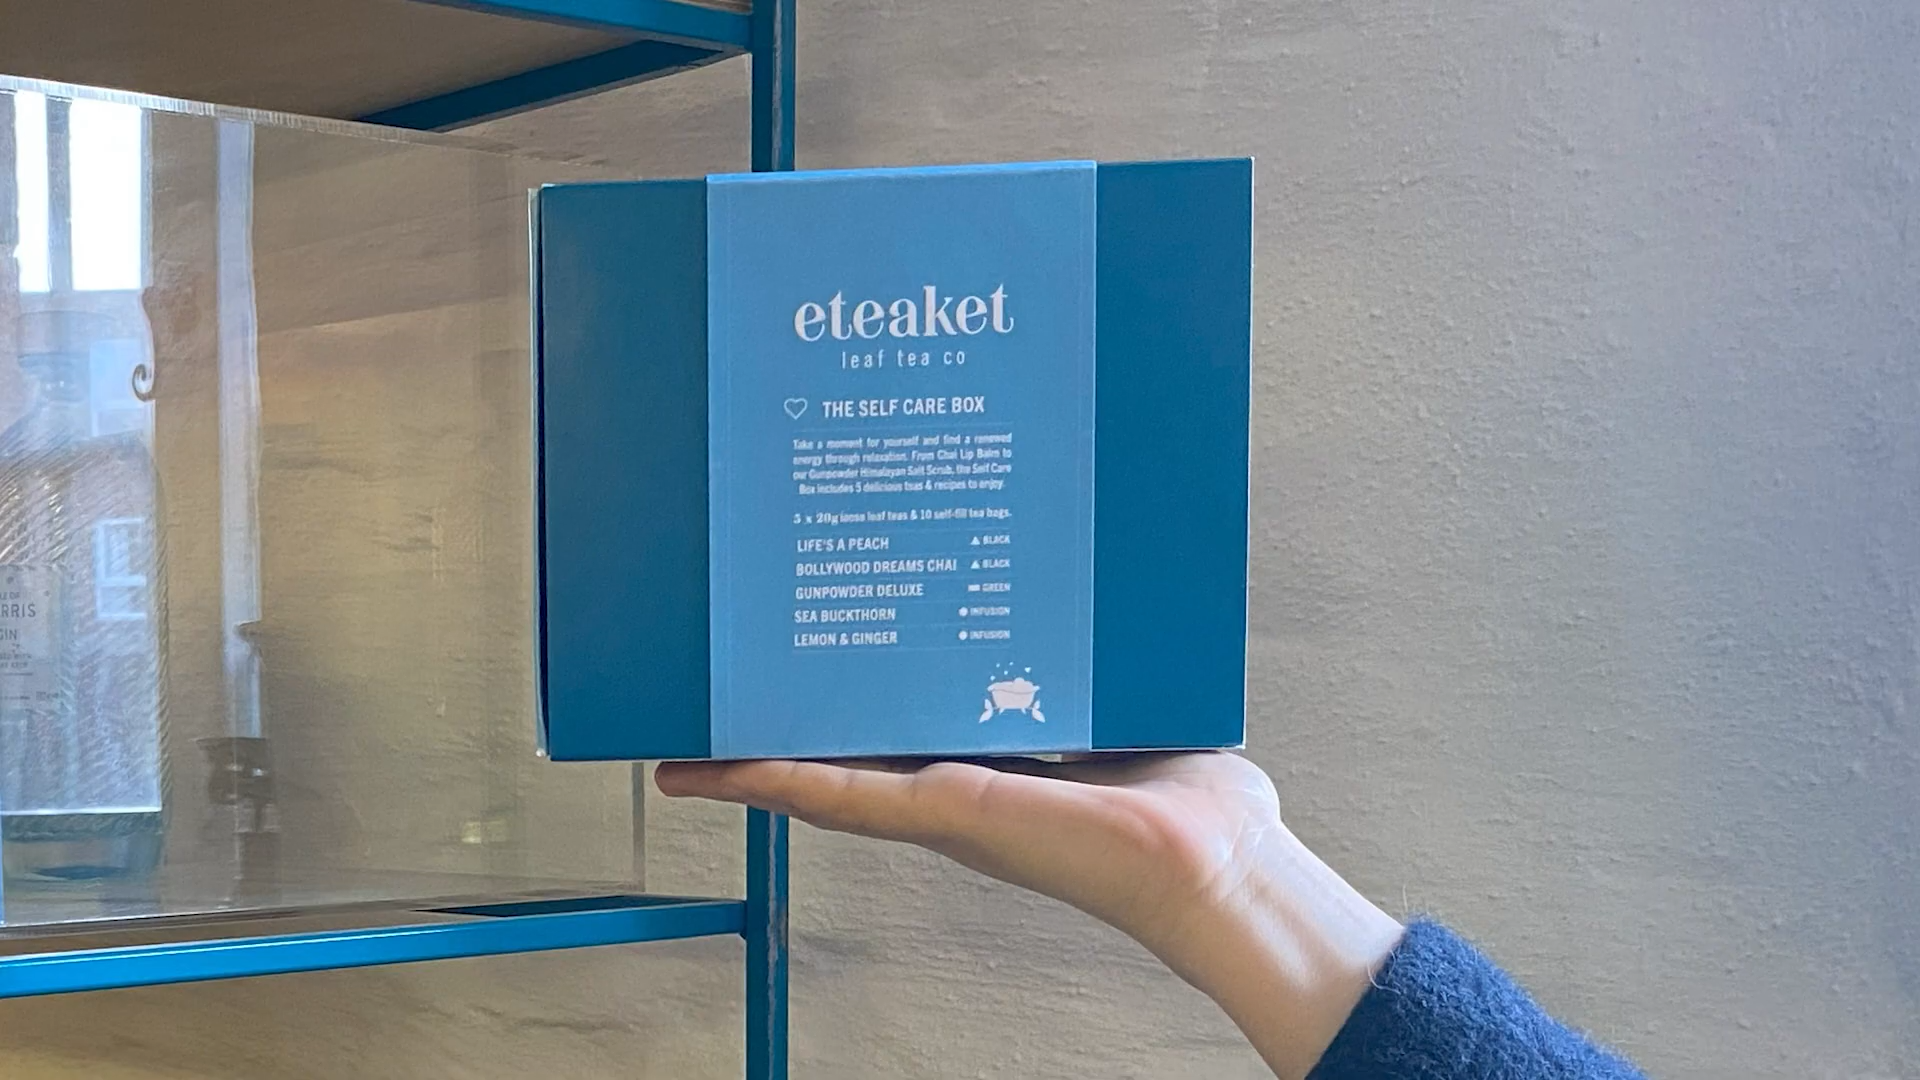 eteaket
leaf tea co
THE SELF CARE BOX
Take a moment for yourself and find a renewed
energy through relaxation. From Chai Lip Balm to
our Gunpowder Himalayan Salt Scrub, the Self Care
Box includes 5 delicious teas & recipes to enjoy.
5 x 20g loose leaf teas & 10 self-fill tea bags.
LIFE'S A PEACH BLACK
BOLLYWOOD DREAMS CHAI BLACK
GUNPOWDER DELUXE GREEN
SEA BUCKTHORN INFUSION
LEMON & GINGER INFUSION
RRIS
GIN